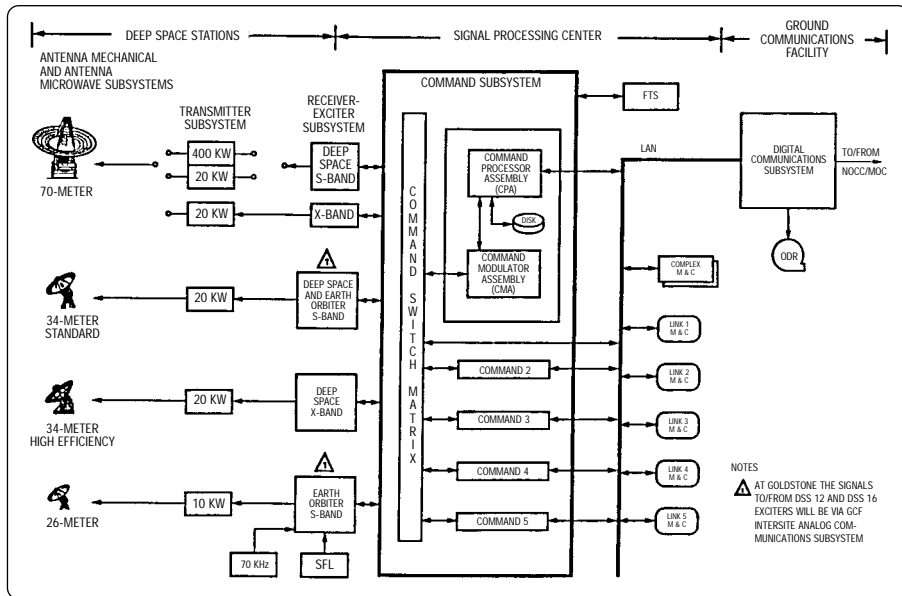 DEEP SPACE STATIONS
SIGNAL PROCESSING CENTER
GROUND
COMMUNICATIONS
FACILITY
ANTENNA MECHANICAL
AND ANTENNA
MICROWAVE SUBSYSTEMS
TRANSMITTER
SUBSYSTEM
RECEIVER-
EXCITER
SUBSYSTEM
COMMAND SUBSYSTEM
FTS
400 KW
20 KW
DEEP
SPACE
S-BAND
70-METER
20 KW
X-BAND
COMMAND SWITCH MATRIX
COMMAND
PROCESSOR
ASSEMBLY
(CPA)
DISK
COMMAND
MODULATOR
ASSEMBLY
(CMA)
LAN
DIGITAL
COMMUNICATIONS
SUBSYSTEM
TO/FROM
NOCC/MOC
ODR
COMPLEX
M & C
1
20 KW
DEEP SPACE
AND EARTH
ORBITER
S-BAND
34-METER
STANDARD
LINK 1
M & C
COMMAND 2
LINK 2
M & C
20 KW
DEEP
SPACE
X-BAND
34-METER
HIGH EFFICIENCY
COMMAND 3
LINK 3
M & C
COMMAND 4
LINK 4
M & C
1
10 KW
EARTH
ORBITER
S-BAND
26-METER
COMMAND 5
LINK 5
M & C
70 KHz
SFL
NOTES
1 AT GOLDSTONE THE SIGNALS
TO/FROM DSS 12 AND DSS 16
EXCITERS WILL BE VIA GCF
INTERSITE ANALOG COM-
MUNICATIONS SUBSYSTEM